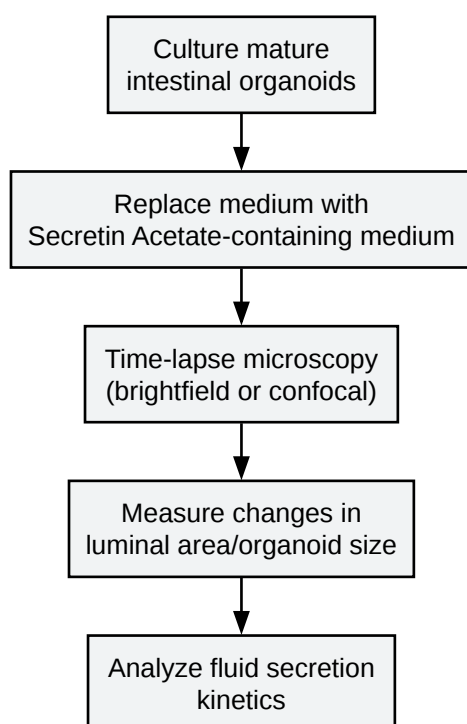 Culture mature
intestinal organoids
Replace medium with
Secretin Acetate-containing medium
Time-lapse microscopy
(brightfield or confocal)
Measure changes in
luminal area/organoid size
Analyze fluid secretion
kinetics